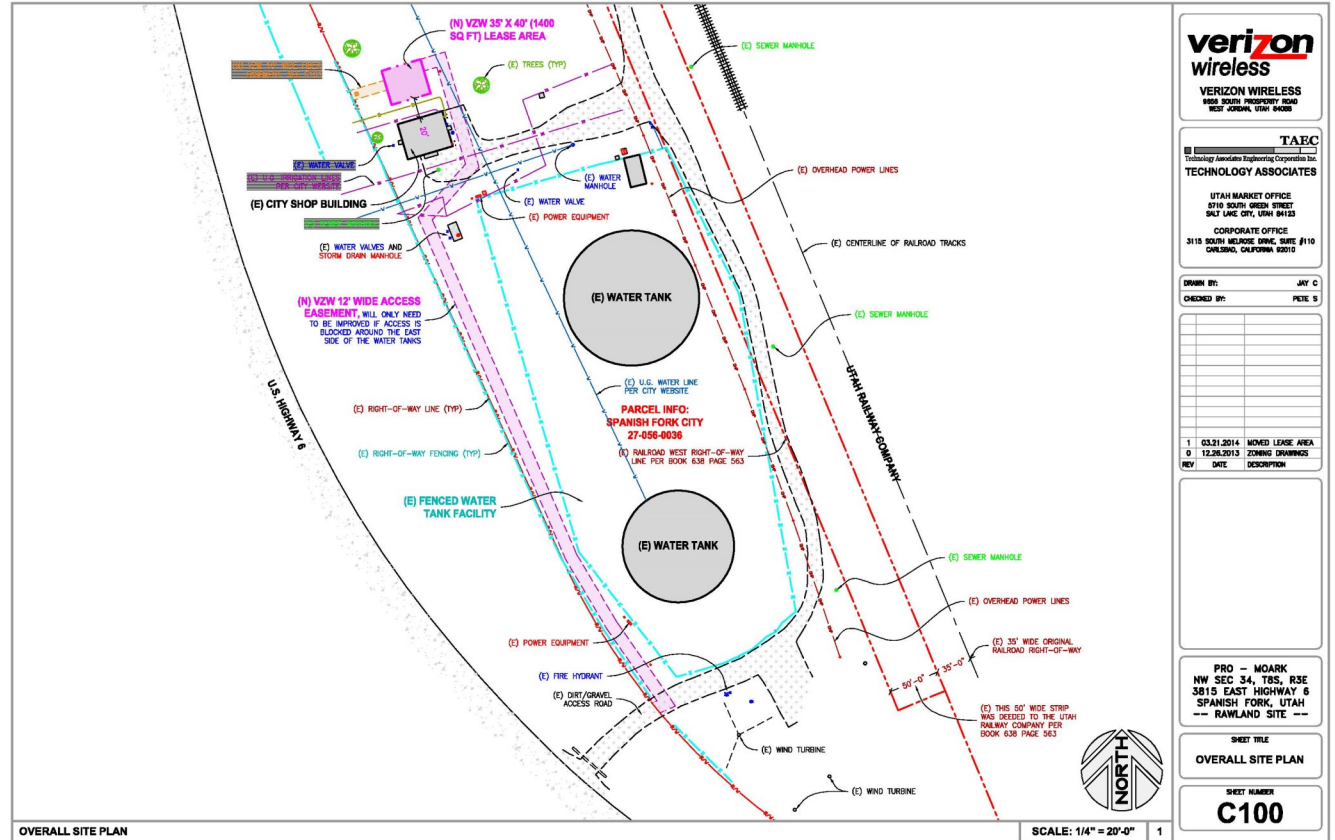 (N) VZW 35' X 40' (1400
SQ FT) LEASE AREA
(E) TREES (TYP)
(E) SEWER MANHOLE
20'
(E) WATER VALVE
(E) U.G. IRRIGATION LINES
PER CITY WEBSITE
(E) CITY SHOP BUILDING
(E) WATER
MANHOLE
(E) WATER VALVE
(E) POWER EQUIPMENT
(E) OVERHEAD POWER LINES
(E) WATER VALVES AND
STORM DRAIN MANHOLE
(E) CENTERLINE OF RAILROAD TRACKS
(N) VZW 12' WIDE ACCESS
EASEMENT, WILL ONLY NEED
TO BE IMPROVED IF ACCESS IS
BLOCKED AROUND THE EAST
SIDE OF THE WATER TANKS
(E) WATER TANK
(E) SEWER MANHOLE
U.S. HIGHWAY 6
UTAH RAILWAY COMPANY
(E) U.G. WATER LINE
PER CITY WEBSITE
(E) RIGHT-OF-WAY LINE (TYP)
PARCEL INFO:
SPANISH FORK CITY
27-056-0036
(E) RIGHT-OF-WAY FENCING (TYP)
(E) RAILROAD WEST RIGHT-OF-WAY
LINE PER BOOK 638 PAGE 563
(E) FENCED WATER
TANK FACILITY
(E) WATER TANK
(E) SEWER MANHOLE
(E) OVERHEAD POWER LINES
(E) POWER EQUIPMENT
(E) 35' WIDE ORIGINAL
RAILROAD RIGHT-OF-WAY
35'-0"
50'-0"
(E) FIRE HYDRANT
(E) DIRT/GRAVEL
ACCESS ROAD
(E) THIS 50' WIDE STRIP
WAS DEEDED TO THE UTAH
RAILWAY COMPANY PER
BOOK 638 PAGE 563
(E) WIND TURBINE
(E) WIND TURBINE
NORTH
OVERALL SITE PLAN
SCALE: 1/4" = 20'-0"
1
verizon
wireless
VERIZON WIRELESS
9656 SOUTH PROSPERITY ROAD
WEST JORDAN, UTAH 84088
TAEC
Technology Associates Engineering Corporation Inc.
TECHNOLOGY ASSOCIATES
UTAH MARKET OFFICE
5710 SOUTH GREEN STREET
SALT LAKE CITY, UTAH 84123
CORPORATE OFFICE
3115 SOUTH MELROSE DRIVE, SUITE #110
CARLSBAD, CALIFORNIA 92010
DRAWN BY: JAY C
CHECKED BY: PETE S
1 03.21.2014 MOVED LEASE AREA
0 12.26.2013 ZONING DRAWINGS
REV DATE DESCRIPTION
PRO - MOARK
NW SEC 34, T8S, R3E
3815 EAST HIGHWAY 6
SPANISH FORK, UTAH
-- RAWLAND SITE --
SHEET TITLE
OVERALL SITE PLAN
SHEET NUMBER
C100